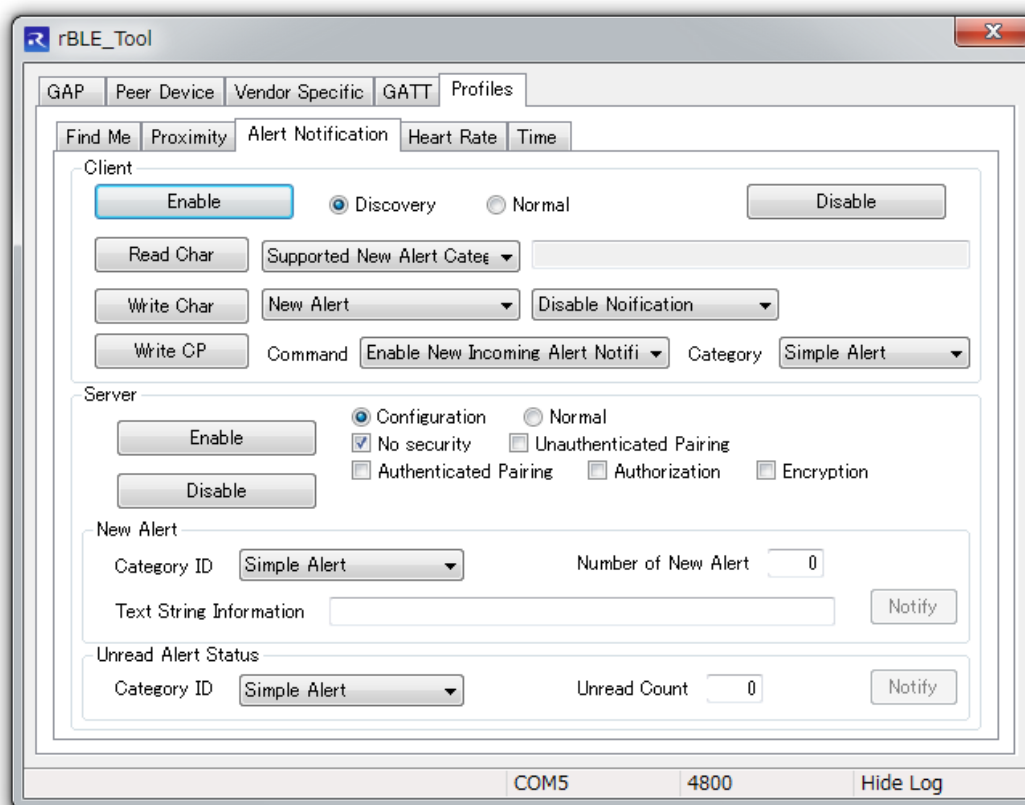 rBLE_Tool
GAP Peer Device Vendor Specific GATT Profiles
Find Me Proximity Alert Notification Heart Rate Time
Client
Enable Discovery Normal Disable
Read Char Supported New Alert Categ
Write Char New Alert Disable Noification
Write CP Command Enable New Incoming Alert Notifi Category Simple Alert
Server
Enable
Configuration Normal
No security Unauthenticated Pairing
Authenticated Pairing Authorization Encryption
Disable
New Alert
Category ID Simple Alert Number of New Alert 0
Text String Information Notify
Unread Alert Status
Category ID Simple Alert Unread Count 0 Notify
COM5 4800 Hide Log